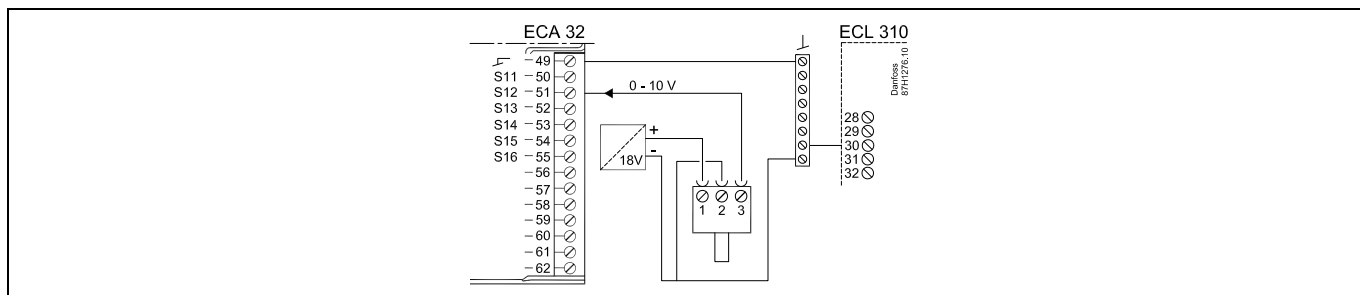 ECA 32
ECL 310
49
S11 50
S12 51
S13 52
S14 53
S15 54
S16 55
56
57
58
59
60
61
62
0 - 10 V
+
-
18V
1 2 3
28
29
30
31
32
Danfoss
87H1276.10